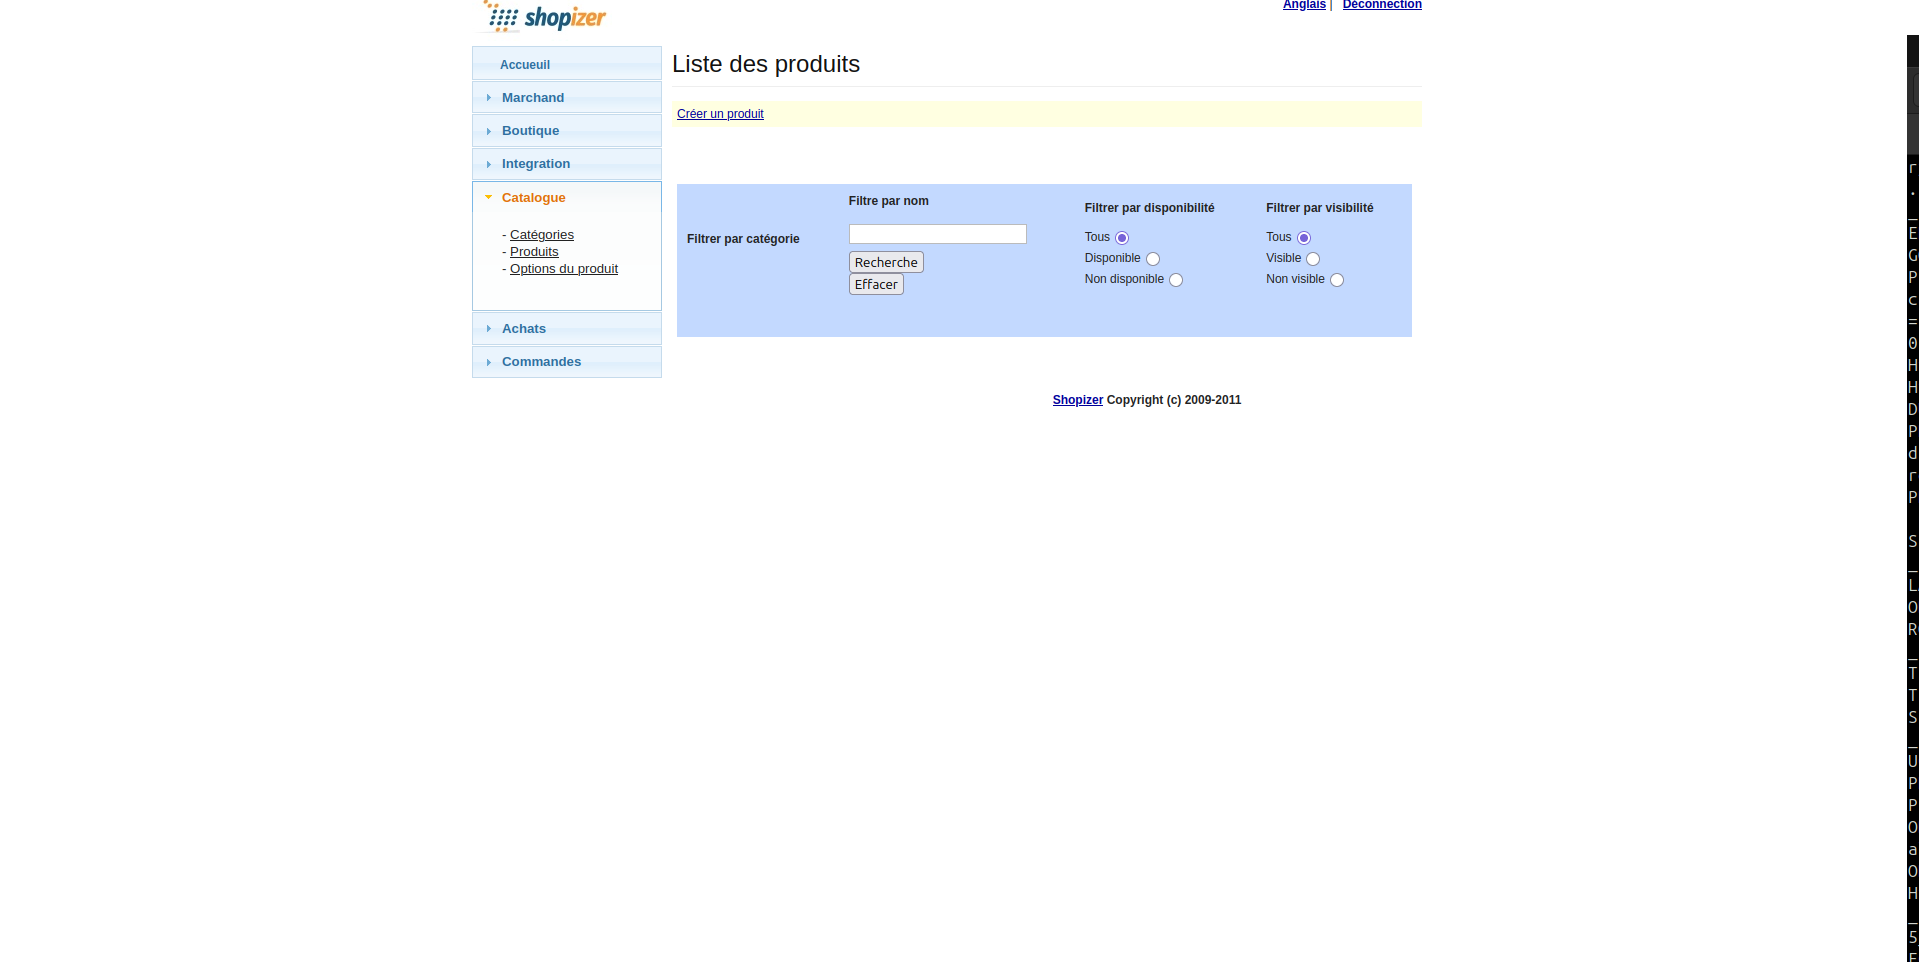 shopizer
Anglais | Déconnection
Accueuil
Marchand
Boutique
Integration
Catalogue
- Catégories
- Produits
- Options du produit
Achats
Commandes
Liste des produits
Créer un produit
Filtrer par catégorie
Filtre par nom
Recherche
Effacer
Filtrer par disponibilité
Tous
Disponible
Non disponible
Filtrer par visibilité
Tous
Visible
Non visible
Shopizer Copyright (c) 2009-2011